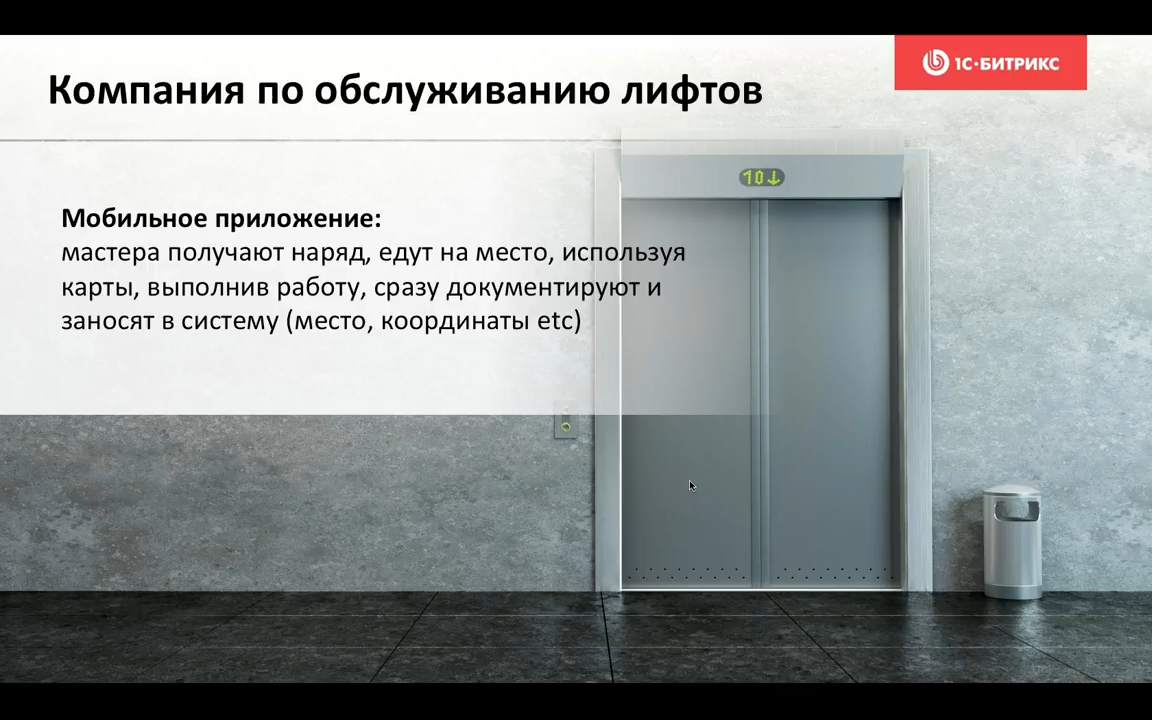 1С·БИТРИКС
Компания по обслуживанию лифтов
10↓
Мобильное приложение:
мастера получают наряд, едут на место, используя
карты, выполнив работу, сразу документируют и
заносят в систему (место, координаты etc)